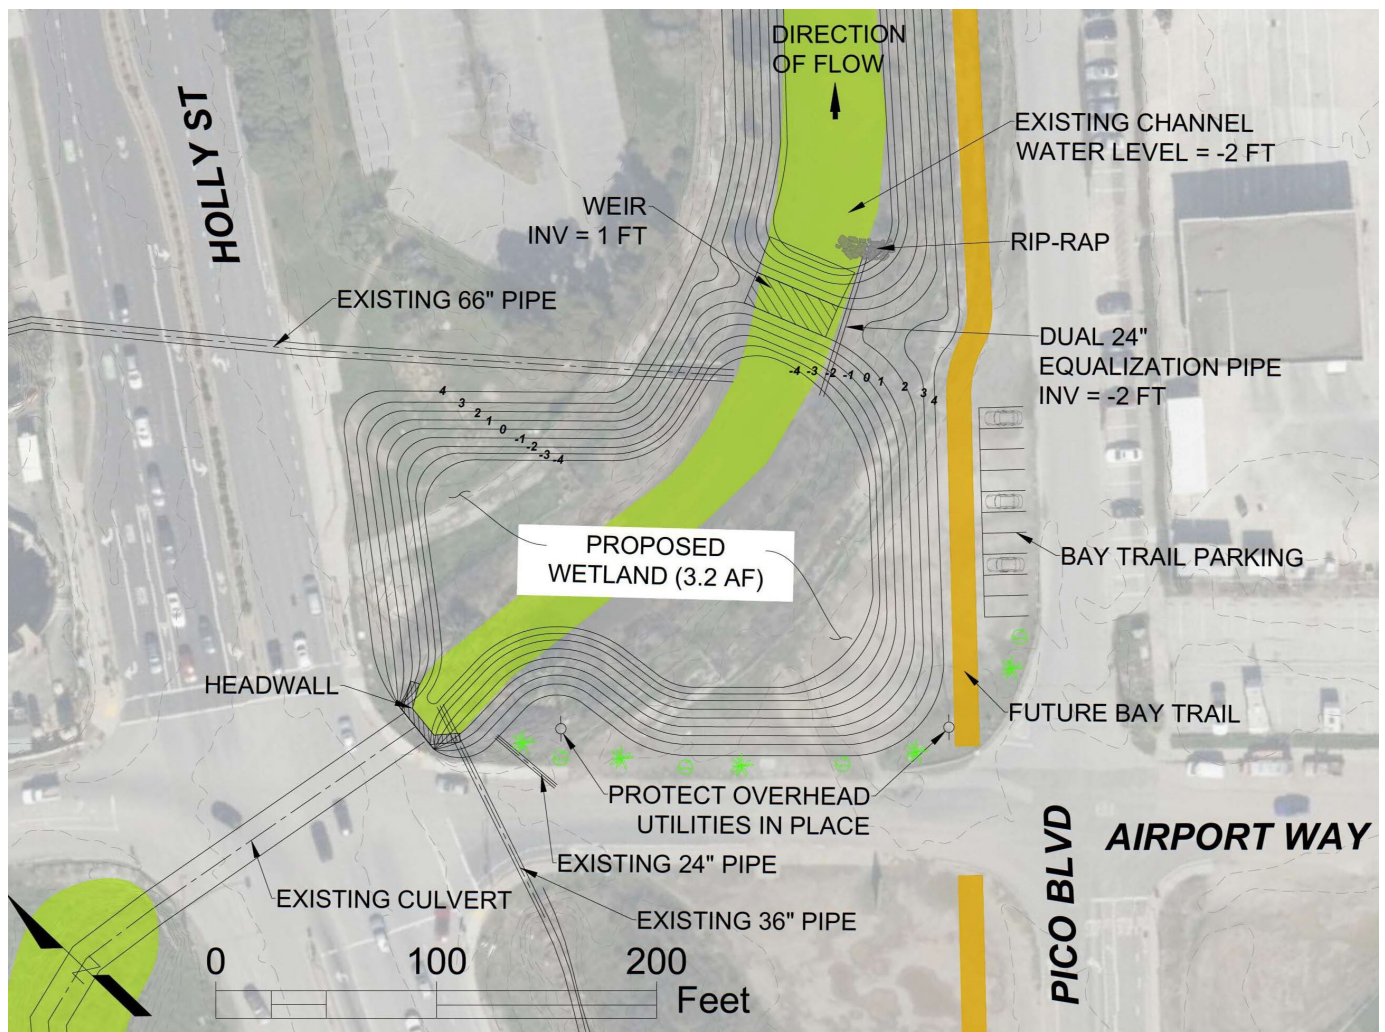 DIRECTION
OF FLOW
HOLLY ST
EXISTING CHANNEL
WATER LEVEL = -2 FT
WEIR
INV = 1 FT
RIP-RAP
EXISTING 66" PIPE
DUAL 24"
EQUALIZATION PIPE
INV = -2 FT
-4 -3 -2 -1 0 1 2 3 4
4 3 2 1 0 -1 -2 -3 -4
PROPOSED
WETLAND (3.2 AF)
BAY TRAIL PARKING
HEADWALL
FUTURE BAY TRAIL
PROTECT OVERHEAD
UTILITIES IN PLACE
PICO BLVD
AIRPORT WAY
EXISTING 24" PIPE
EXISTING CULVERT
EXISTING 36" PIPE
0 100 200
Feet